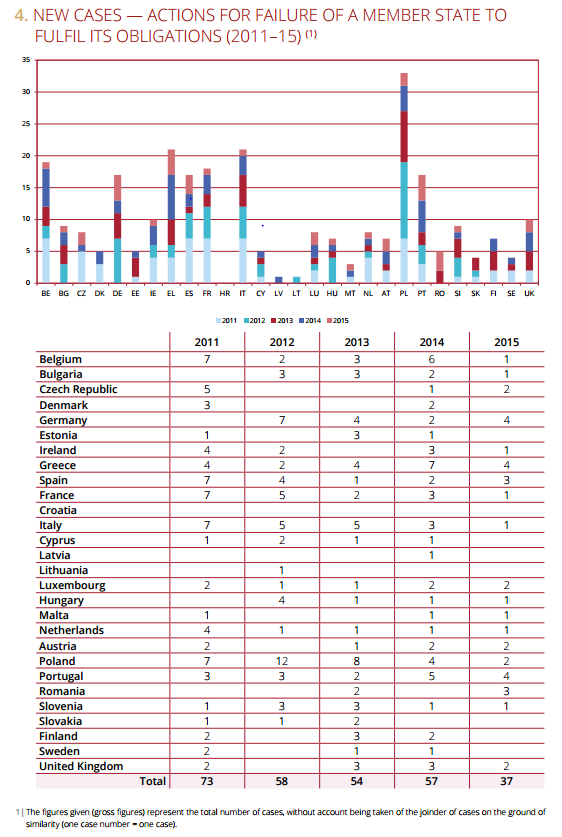 4. NEW CASES — ACTIONS FOR FAILURE OF A MEMBER STATE TO
FULFIL ITS OBLIGATIONS (2011–15) (1)
35
30
25
20
15
10
5
0
BE BG CZ DK DE EE IE EL ES FR HR IT CY LV LT LU HU MT NL AT PL PT RO SI SK FI SE UK
2011 2012 2013 2014 2015
2011 2012 2013 2014 2015
Belgium 7 2 3 6 1
Bulgaria 3 3 2 1
Czech Republic 5 1 2
Denmark 3 2
Germany 7 4 2 4
Estonia 1 3 1
Ireland 4 2 3 1
Greece 4 2 4 7 4
Spain 7 4 1 2 3
France 7 5 2 3 1
Croatia
Italy 7 5 5 3 1
Cyprus 1 2 1 1
Latvia 1
Lithuania 1
Luxembourg 2 1 1 2 2
Hungary 4 1 1 1
Malta 1 1 1
Netherlands 4 1 1 1 1
Austria 2 1 2 2
Poland 7 12 8 4 2
Portugal 3 3 2 5 4
Romania 2 3
Slovenia 1 3 3 1 1
Slovakia 1 1 2
Finland 2 3 2
Sweden 2 1 1
United Kingdom 2 3 3 2
Total 73 58 54 57 37
1 | The figures given (gross figures) represent the total number of cases, without account being taken of the joinder of cases on the ground of
similarity (one case number = one case).